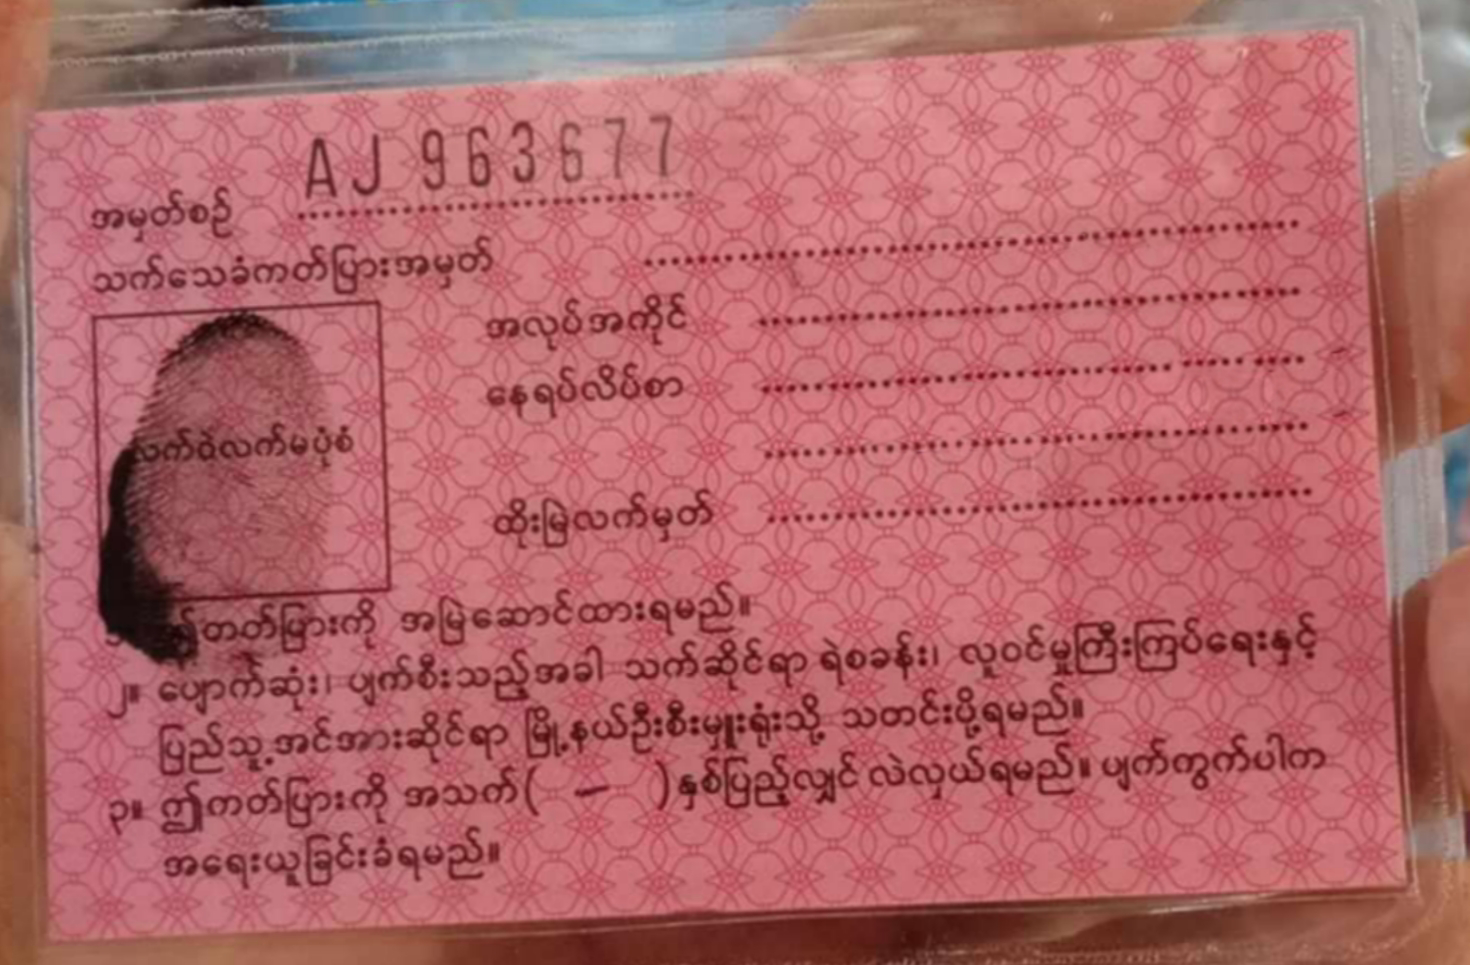 အမှတ်စဉ် AJ 963677
သက်သေခံကတ်ပြားအမှတ်
အလုပ်အကိုင်
နေရပ်လိပ်စာ
လက်ဝဲလက်မပုံစံ
ထိုးမြဲလက်မှတ်
ကတ်ပြားကို အမြဲဆောင်ထားရမည်။
၂။ ပျောက်ဆုံး၊ ပျက်စီးသည့်အခါ သက်ဆိုင်ရာ ရဲစခန်း၊ လူဝင်မှုကြီးကြပ်ရေးနှင့်
ပြည်သူ့အင်အားဆိုင်ရာ မြို့နယ်ဦးစီးမှူးရုံးသို့ သတင်းပို့ရမည်။
၃။ ဤကတ်ပြားကို အသက် ( – ) နှစ်ပြည့်လျှင် လဲလှယ်ရမည်။ ပျက်ကွက်ပါက
အရေးယူခြင်းခံရမည်။